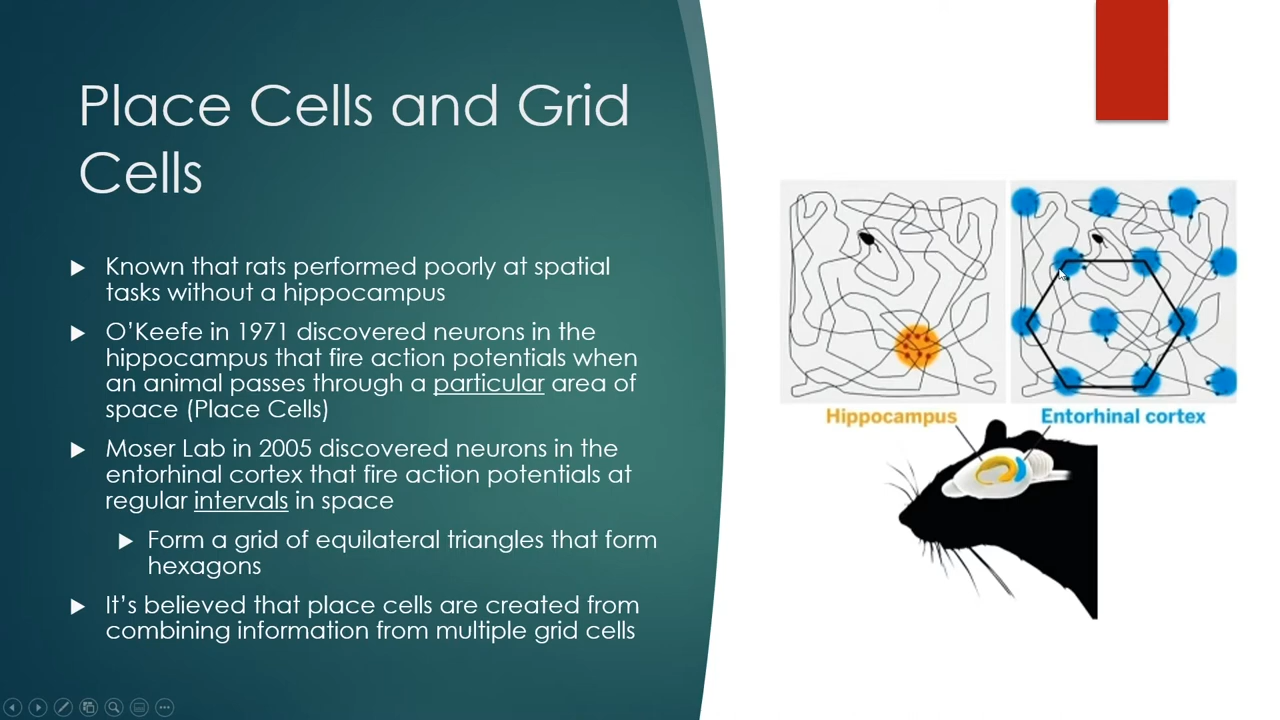 Place Cells and Grid
Cells
Known that rats performed poorly at spatial
tasks without a hippocampus
O’Keefe in 1971 discovered neurons in the
hippocampus that fire action potentials when
an animal passes through a particular area of
space (Place Cells)
Moser Lab in 2005 discovered neurons in the
entorhinal cortex that fire action potentials at
regular intervals in space
Form a grid of equilateral triangles that form
hexagons
It’s believed that place cells are created from
combining information from multiple grid cells
Hippocampus
Entorhinal cortex